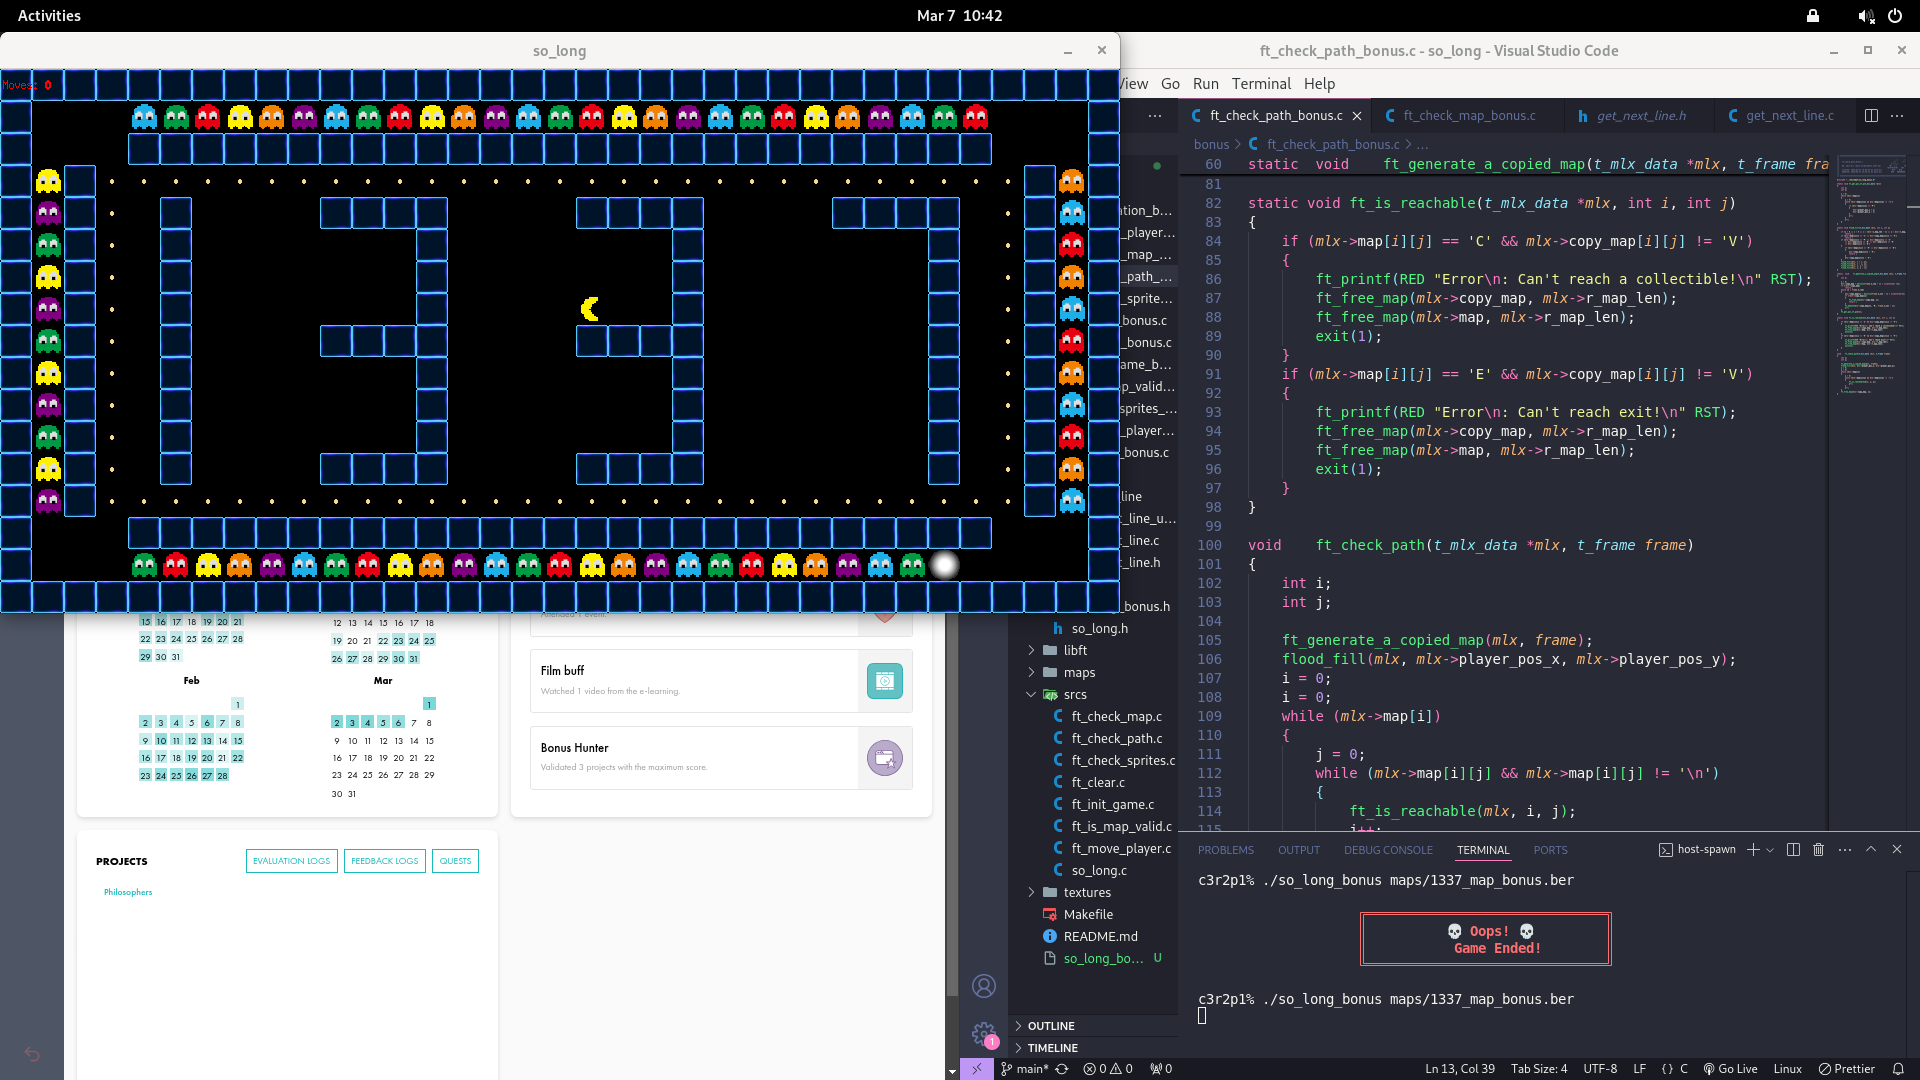 Activities
Mar 7 10:42
so_long
Moves: 0
ft_check_path_bonus.c - so_long - Visual Studio Code
View Go Run Terminal Help
ft_check_path_bonus.c
ft_check_map_bonus.c
get_next_line.h
get_next_line.c
bonus > ft_check_path_bonus.c > ...
60 static void ft_generate_a_copied_map(t_mlx_data *mlx, t_frame fra
81
82 static void ft_is_reachable(t_mlx_data *mlx, int i, int j)
83 {
84 if (mlx->map[i][j] == 'C' && mlx->copy_map[i][j] != 'V')
85 {
86 ft_printf(RED "Error\n: Can't reach a collectible!\n" RST);
87 ft_free_map(mlx->copy_map, mlx->r_map_len);
88 ft_free_map(mlx->map, mlx->r_map_len);
89 exit(1);
90 }
91 if (mlx->map[i][j] == 'E' && mlx->copy_map[i][j] != 'V')
92 {
93 ft_printf(RED "Error\n: Can't reach exit!\n" RST);
94 ft_free_map(mlx->copy_map, mlx->r_map_len);
95 ft_free_map(mlx->map, mlx->r_map_len);
96 exit(1);
97 }
98 }
99
100 void ft_check_path(t_mlx_data *mlx, t_frame frame)
101 {
102 int i;
103 int j;
104
105 ft_generate_a_copied_map(mlx, frame);
106 flood_fill(mlx, mlx->player_pos_x, mlx->player_pos_y);
107 i = 0;
108 i = 0;
109 while (mlx->map[i])
110 {
111 j = 0;
112 while (mlx->map[i][j] && mlx->map[i][j] != '\n')
113 {
114 ft_is_reachable(mlx, i, j);
115 j++;
tion_b...
_player...
_map_...
_path_...
_sprite...
bonus.c
_bonus.c
ame_b...
p_valid...
sprites_...
_player...
_bonus.c
line
t_line_u...
t_line.c
t_line.h
_bonus.h
so_long.h
libft
maps
srcs
ft_check_map.c
ft_check_path.c
ft_check_sprites.c
ft_clear.c
ft_init_game.c
ft_is_map_valid.c
ft_move_player.c
so_long.c
textures
Makefile
README.md
so_long_bo... U
OUTLINE
TIMELINE
15 16 17 18 19 20 21
22 23 24 25 26 27 28
29 30 31
12 13 14 15 16 17 18
19 20 21 22 23 24 25
26 27 28 29 30 31
Feb
1
2 3 4 5 6 7 8
9 10 11 12 13 14 15
16 17 18 19 20 21 22
23 24 25 26 27 28
Mar
1
2 3 4 5 6 7 8
9 10 11 12 13 14 15
16 17 18 19 20 21 22
23 24 25 26 27 28 29
30 31
Attended 1 event.
Film buff
Watched 1 video from the e-learning.
Bonus Hunter
Validated 3 projects with the maximum score.
PROJECTS
EVALUATION LOGS
FEEDBACK LOGS
QUESTS
Philosophers
PROBLEMS OUTPUT DEBUG CONSOLE TERMINAL PORTS
host-spawn
c3r2p1% ./so_long_bonus maps/1337_map_bonus.ber
Oops!
Game Ended!
c3r2p1% ./so_long_bonus maps/1337_map_bonus.ber
1
main* 0 0 0
Ln 13, Col 39 Tab Size: 4 UTF-8 LF {} C Go Live Linux Prettier